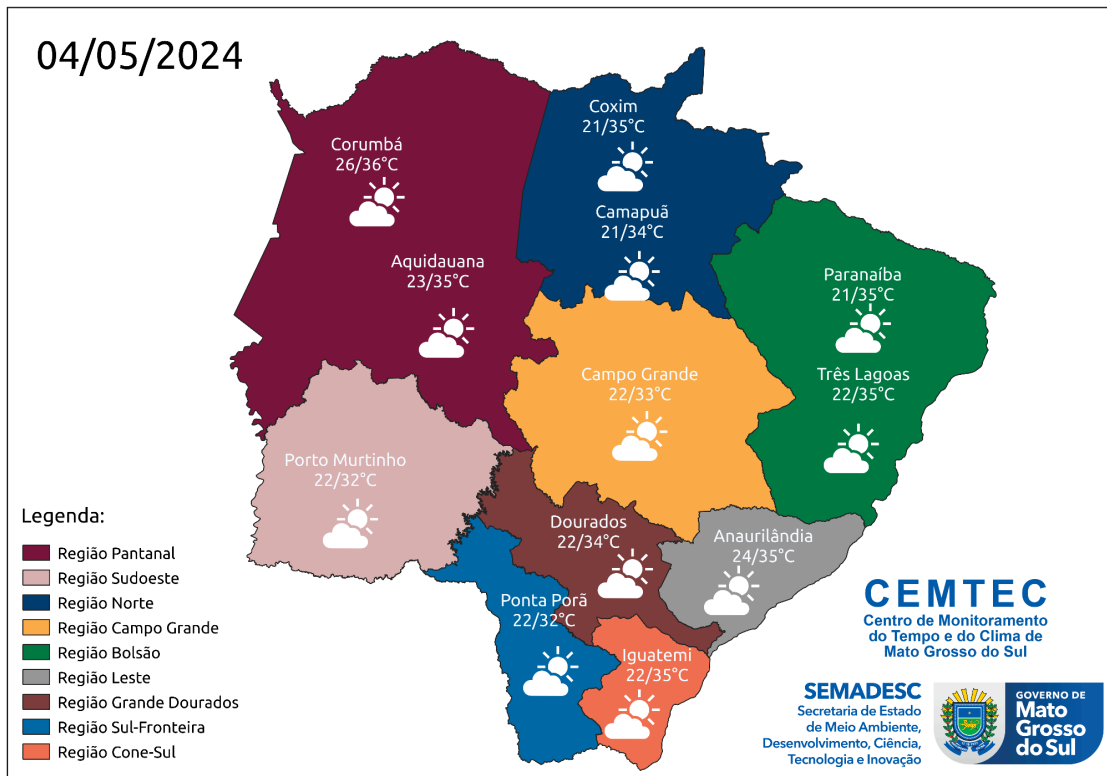 04/05/2024
Coxim
21/35°C
Corumbá
26/36°C
Camapuã
21/34°C
Aquidauana
23/35°C
Paranaíba
21/35°C
Campo Grande
22/33°C
Três Lagoas
22/35°C
Porto Murtinho
22/32°C
Dourados
22/34°C
Anaurilândia
24/35°C
Ponta Porã
22/32°C
Iguatemi
22/35°C
Legenda:
Região Pantanal
Região Sudoeste
Região Norte
Região Campo Grande
Região Bolsão
Região Leste
Região Grande Dourados
Região Sul-Fronteira
Região Cone-Sul
CEMTEC
Centro de Monitoramento
do Tempo e do Clima de
Mato Grosso do Sul
SEMADESC
Secretaria de Estado
de Meio Ambiente,
Desenvolvimento, Ciência,
Tecnologia e Inovação
GOVERNO DE
Mato
Grosso
do Sul